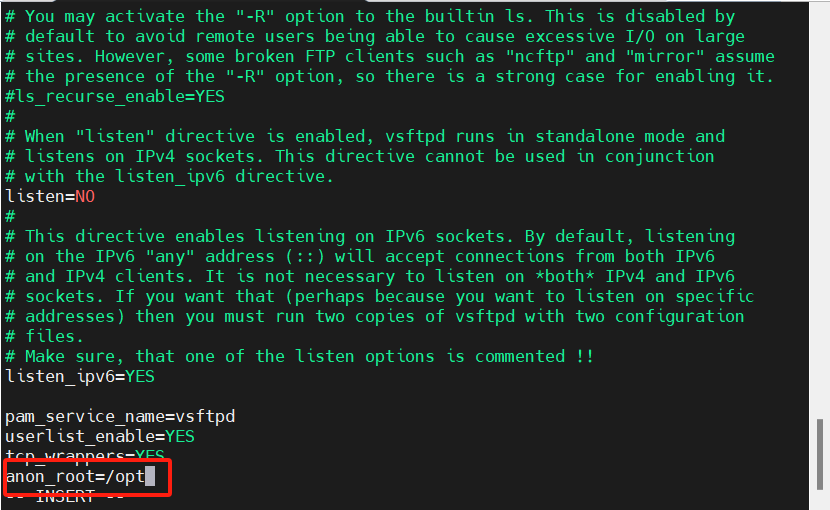 # You may activate the "-R" option to the builtin ls. This is disabled by
# default to avoid remote users being able to cause excessive I/O on large
# sites. However, some broken FTP clients such as "ncftp" and "mirror" assume
# the presence of the "-R" option, so there is a strong case for enabling it.
#ls_recurse_enable=YES
#
# When "listen" directive is enabled, vsftpd runs in standalone mode and
# listens on IPv4 sockets. This directive cannot be used in conjunction
# with the listen_ipv6 directive.
listen=NO
#
# This directive enables listening on IPv6 sockets. By default, listening
# on the IPv6 "any" address (::) will accept connections from both IPv6
# and IPv4 clients. It is not necessary to listen on *both* IPv4 and IPv6
# sockets. If you want that (perhaps because you want to listen on specific
# addresses) then you must run two copies of vsftpd with two configuration
# files.
# Make sure, that one of the listen options is commented !!
listen_ipv6=YES
pam_service_name=vsftpd
userlist_enable=YES
tcp_wrappers=YES
anon_root=/opt
-- INSERT --